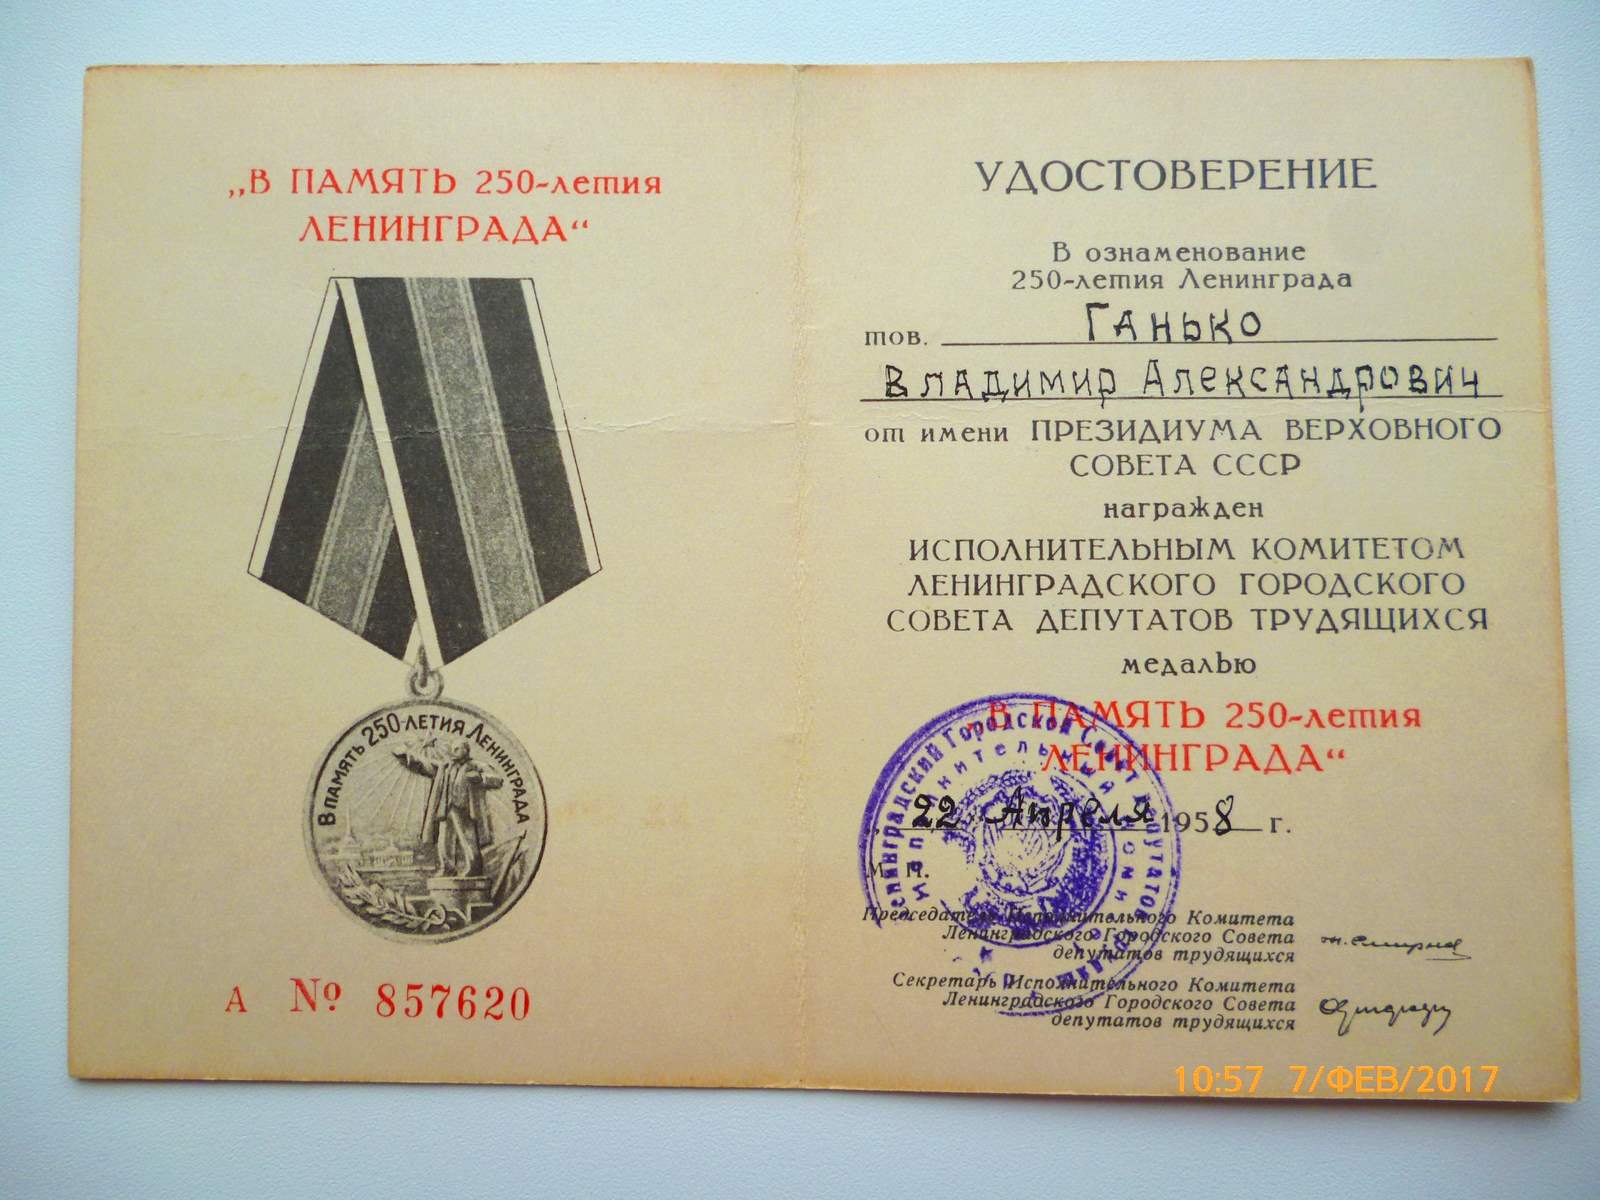 „В ПАМЯТЬ 250-летия
ЛЕНИНГРАДА“
В ПАМЯТЬ 250-ЛЕТИЯ ЛЕНИНГРАДА
А № 857620
УДОСТОВЕРЕНИЕ
В ознаменование
250-летия Ленинграда
тов. Ганько
Владимир Александрович
от имени ПРЕЗИДИУМА ВЕРХОВНОГО
СОВЕТА СССР
награжден
ИСПОЛНИТЕЛЬНЫМ КОМИТЕТОМ
ЛЕНИНГРАДСКОГО ГОРОДСКОГО
СОВЕТА ДЕПУТАТОВ ТРУДЯЩИХСЯ
медалью
„В ПАМЯТЬ 250-летия
ЛЕНИНГРАДА“
22 Апреля 1958 г.
М. П.
Председатель Исполнительного Комитета
Ленинградского Городского Совета
депутатов трудящихся
Секретарь Исполнительного Комитета
Ленинградского Городского Совета
депутатов трудящихся
10:57 7/ФЕВ/2017